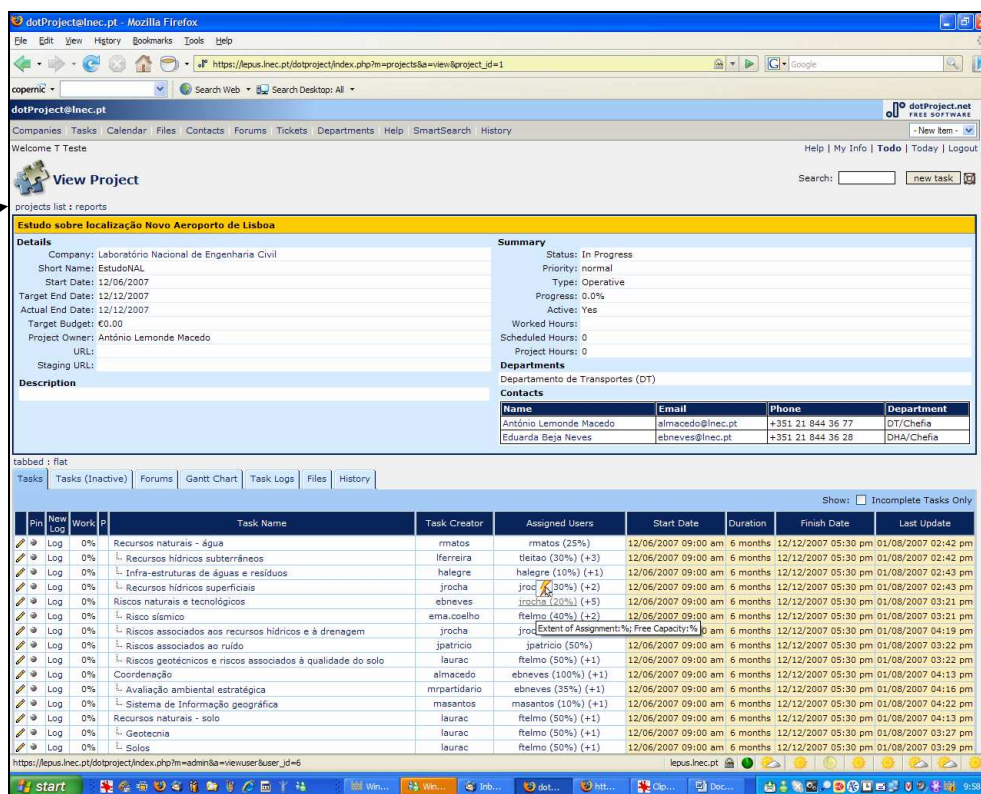 dotProject@lnec.pt - Mozilla Firefox
File Edit View History Bookmarks Tools Help
https://lepus.lnec.pt/dotproject/index.php?m=projects&a=view&project_id=1 Google
copernic Search Web Search Desktop: All
dotProject@lnec.pt dotProject.net
FREE SOFTWARE
Companies Tasks Calendar Files Contacts Forums Tickets Departments Help SmartSearch History - New Item -
Welcome T Teste Help | My Info | Todo | Today | Logout
View Project Search: new task
projects list : reports
Estudo sobre localização Novo Aeroporto de Lisboa
Details Summary
Company: Laboratório Nacional de Engenharia Civil Status: In Progress
Short Name: EstudoNAL Priority: normal
Start Date: 12/06/2007 Type: Operative
Target End Date: 12/12/2007 Progress: 0.0%
Actual End Date: 12/12/2007 Active: Yes
Target Budget: €0.00 Worked Hours:
Project Owner: António Lemonde Macedo Scheduled Hours: 0
URL: Project Hours: 0
Staging URL: Departments
Description Departamento de Transportes (DT)
Contacts
Name Email Phone Department
António Lemonde Macedo almacedo@lnec.pt +351 21 844 36 77 DT/Chefia
Eduarda Beja Neves ebneves@lnec.pt +351 21 844 36 28 DHA/Chefia
tabbed : flat
Tasks Tasks (Inactive) Forums Gantt Chart Task Logs Files History
Show: Incomplete Tasks Only
Pin New Log Work P Task Name Task Creator Assigned Users Start Date Duration Finish Date Last Update
Log 0% Recursos naturais - água rmatos rmatos (25%) 12/06/2007 09:00 am 6 months 12/12/2007 05:30 pm 01/08/2007 02:42 pm
Log 0% Recursos hídricos subterrâneos lferreira tleitao (30%) (+3) 12/06/2007 09:00 am 6 months 12/12/2007 05:30 pm 01/08/2007 02:42 pm
Log 0% Infra-estruturas de águas e resíduos halegre halegre (10%) (+1) 12/06/2007 09:00 am 6 months 12/12/2007 05:30 pm 01/08/2007 02:43 pm
Log 0% Recursos hídricos superficiais jrocha jroc 30%) (+2) 12/06/2007 09:00 am 6 months 12/12/2007 05:30 pm 01/08/2007 02:43 pm
Log 0% Riscos naturais e tecnológicos ebneves jrocha (20%) (+5) 12/06/2007 09:00 am 6 months 12/12/2007 05:30 pm 01/08/2007 03:21 pm
Log 0% Risco sísmico ema.coelho ftelmo (40%) (+2) 12/06/2007 09:00 am 6 months 12/12/2007 05:30 pm 01/08/2007 03:21 pm
Log 0% Riscos associados aos recursos hídricos e à drenagem jrocha jroc Extent of Assignment:%; Free Capacity:% 0 am 6 months 12/12/2007 05:30 pm 01/08/2007 04:19 pm
Log 0% Riscos associados ao ruído jpatricio jpatricio (50%) 12/06/2007 09:00 am 6 months 12/12/2007 05:30 pm 01/08/2007 03:22 pm
Log 0% Riscos geotécnicos e riscos associados à qualidade do solo laurac ftelmo (50%) (+1) 12/06/2007 09:00 am 6 months 12/12/2007 05:30 pm 01/08/2007 03:22 pm
Log 0% Coordenação almacedo ebneves (100%) (+1) 12/06/2007 09:00 am 6 months 12/12/2007 05:30 pm 01/08/2007 04:13 pm
Log 0% Avaliação ambiental estratégica mrpartidario ebneves (35%) (+1) 12/06/2007 09:00 am 6 months 12/12/2007 05:30 pm 01/08/2007 04:16 pm
Log 0% Sistema de Informação geográfica masantos masantos (10%) (+1) 12/06/2007 09:00 am 6 months 12/12/2007 05:30 pm 01/08/2007 04:22 pm
Log 0% Recursos naturais - solo laurac ftelmo (50%) (+1) 12/06/2007 09:00 am 6 months 12/12/2007 05:30 pm 01/08/2007 04:13 pm
Log 0% Geotecnia laurac ftelmo (50%) (+1) 12/06/2007 09:00 am 6 months 12/12/2007 05:30 pm 01/08/2007 03:27 pm
Log 0% Solos laurac ftelmo (50%) (+1) 12/06/2007 09:00 am 6 months 12/12/2007 05:30 pm 01/08/2007 03:29 pm
https://lepus.lnec.pt/dotproject/index.php?m=admin&a=viewuser&user_id=6 lepus.lnec.pt
start Win... Win... Inb... dot... htt... Clip... Doc... 9:58